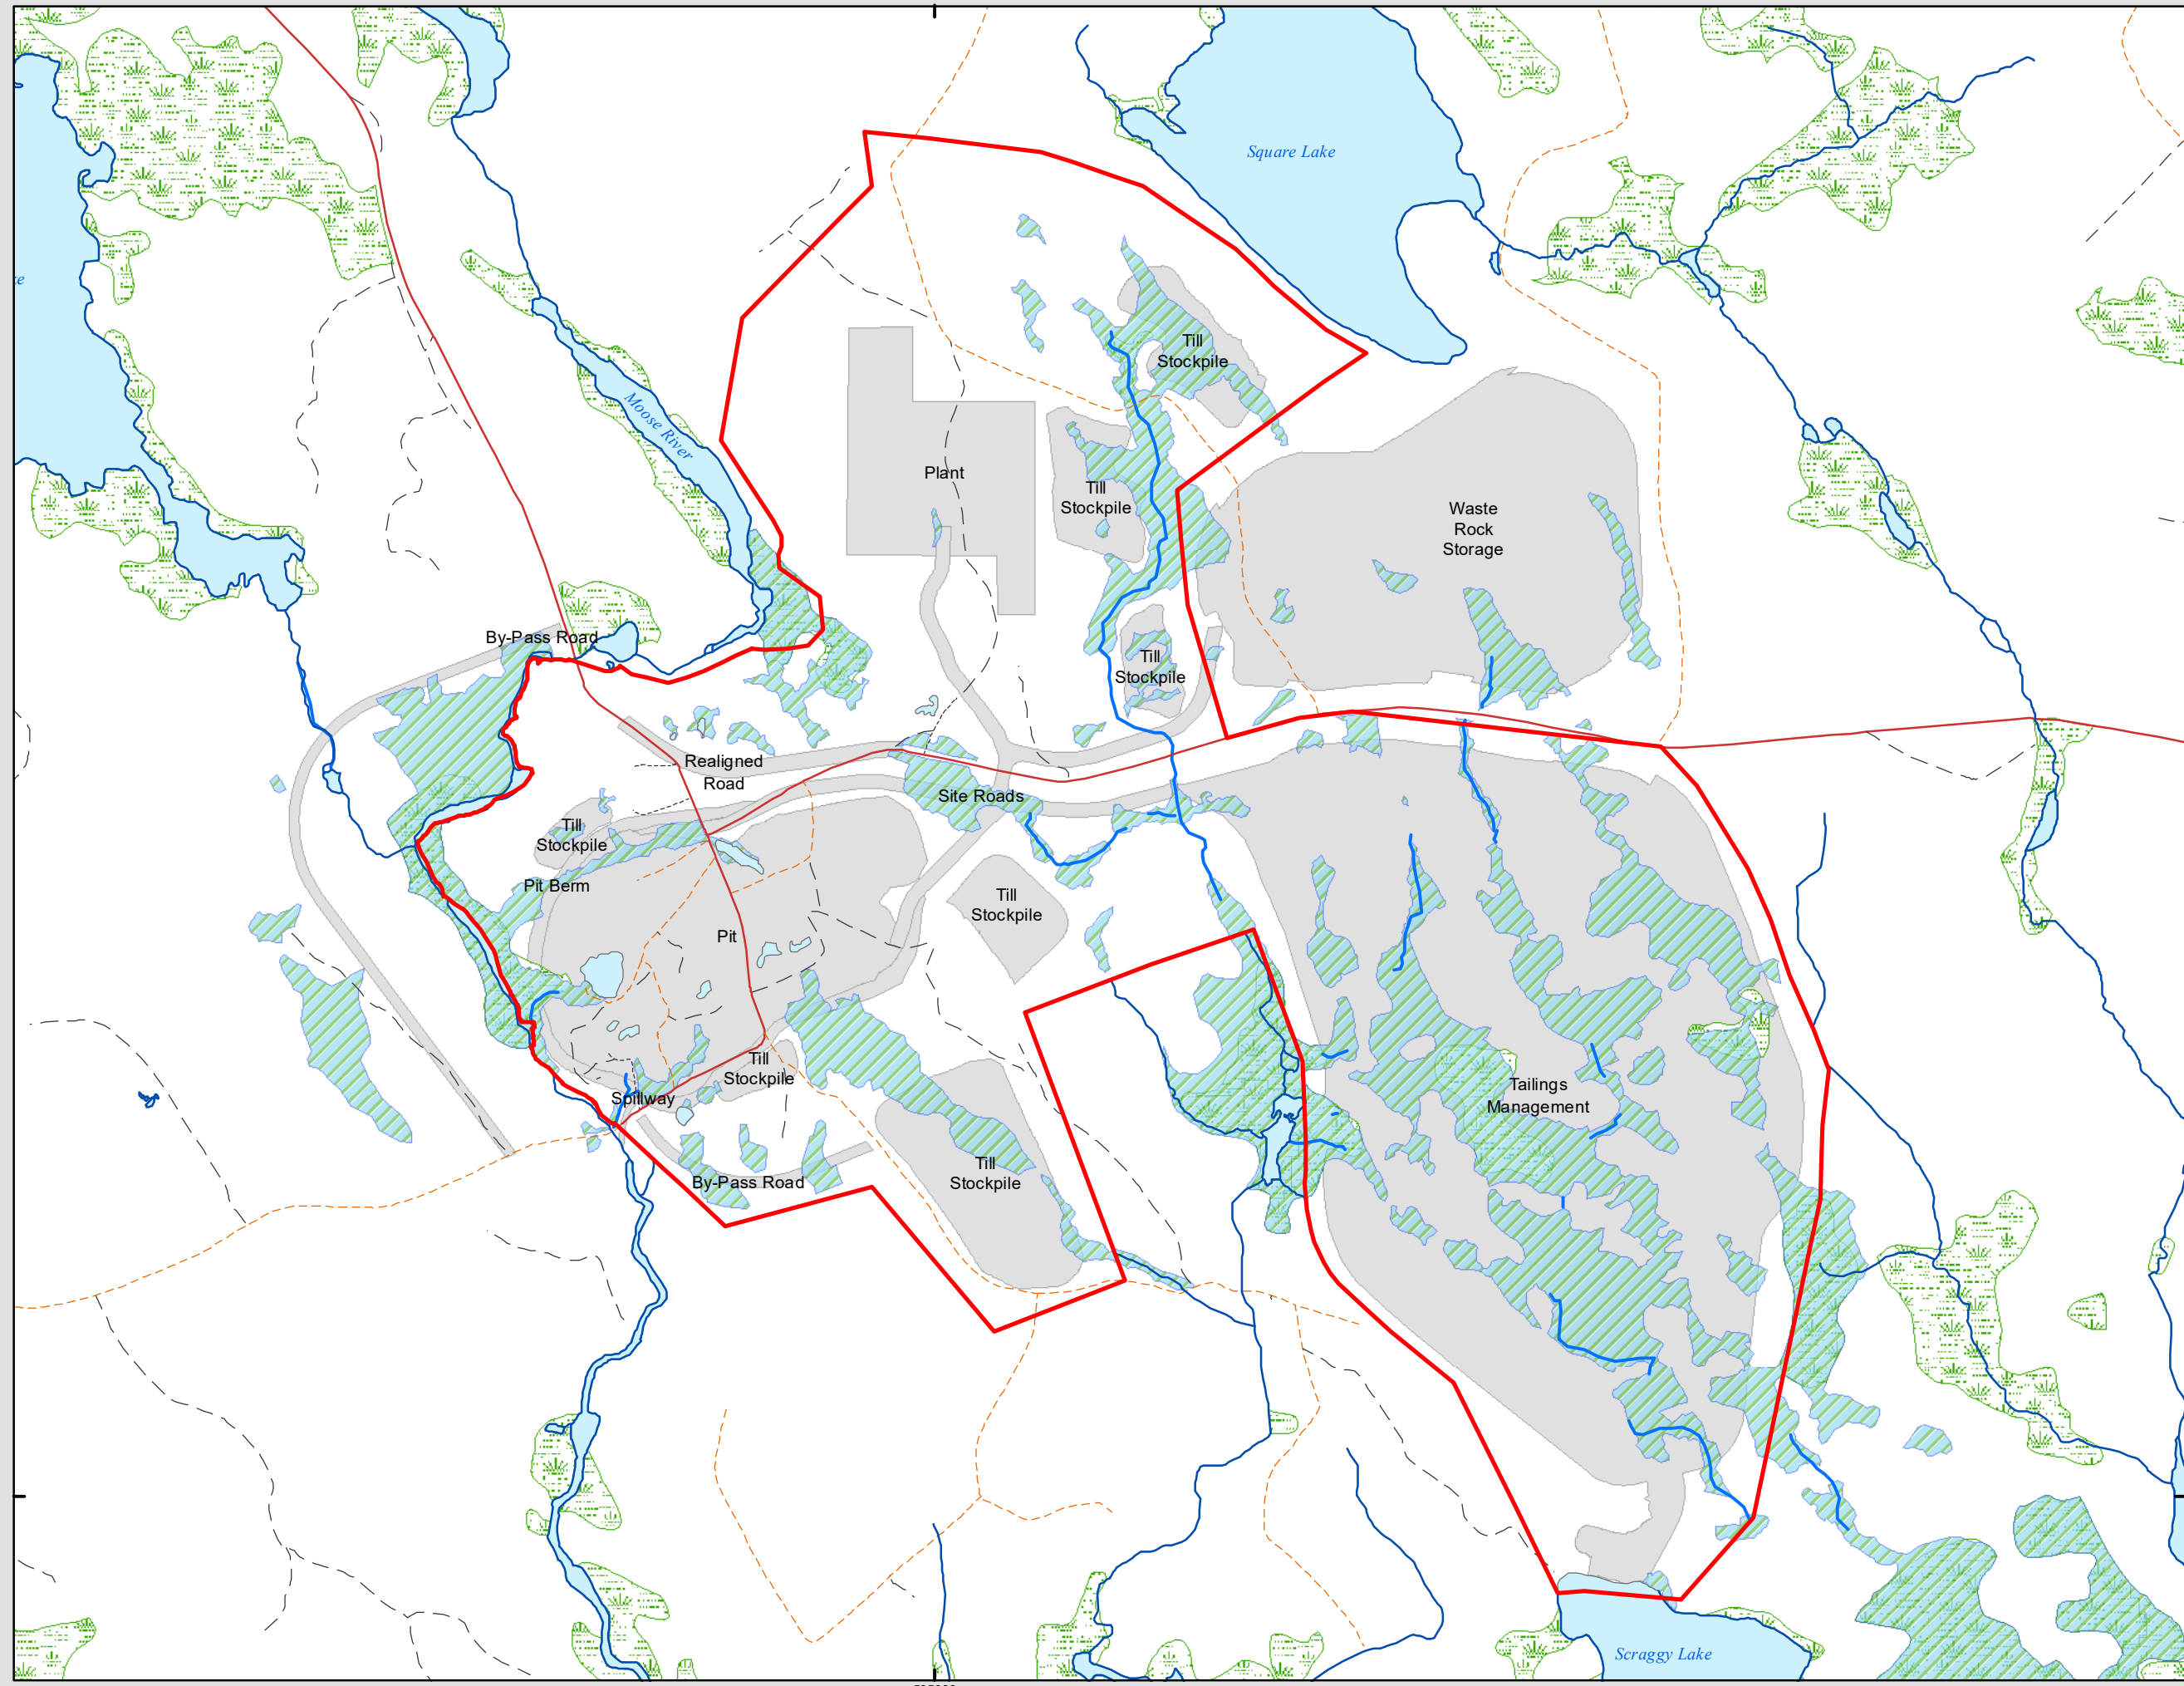 Square Lake
ke
Till
Stockpile
Moose River
Plant
Till
Stockpile
Waste
Rock
Storage
By-Pass Road
Till
Stockpile
Realigned
Road
Site Roads
Till
Stockpile
Pit Berm
Till
Stockpile
Pit
Till
Stockpile
Spillway
Tailings
Management
Till
Stockpile
By-Pass Road
Scraggy Lake